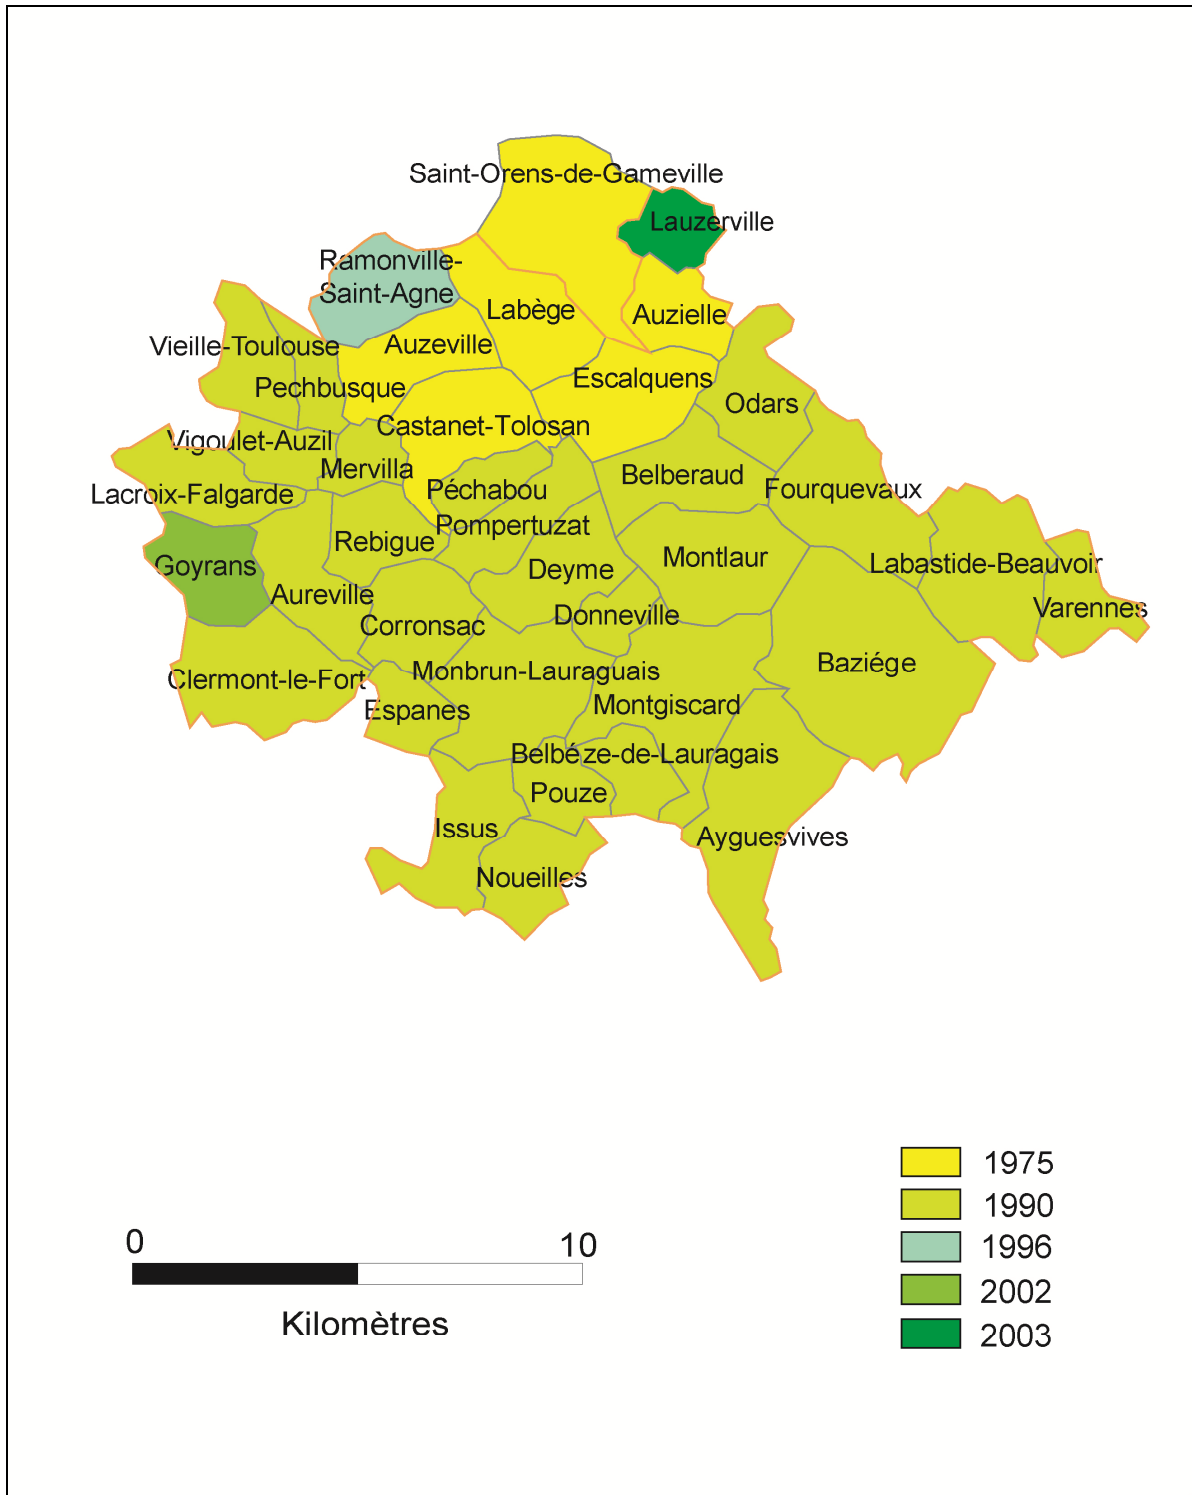 Saint-Orens-de-Gameville
Lauzerville
Ramonville-
Saint-Agne
Labège
Auzielle
Auzeville
Vieille-Toulouse
Pechbusque
Escalquens
Odars
Castanet-Tolosan
Vigoulet-Auzil
Mervilla
Belberaud
Péchabou
Fourquevaux
Lacroix-Falgarde
Pompertuzat
Rebigue
Montlaur
Labastide-Beauvoir
Goyrans
Deyme
Aureville
Varennes
Donneville
Corronsac
Baziége
Monbrun-Lauraguais
Clermont-le-Fort
Montgiscard
Espanes
Belbéze-de-Lauragais
Pouze
Issus
Ayguesvives
Noueilles
1975
1990
1996
2002
2003
0 10
Kilomètres